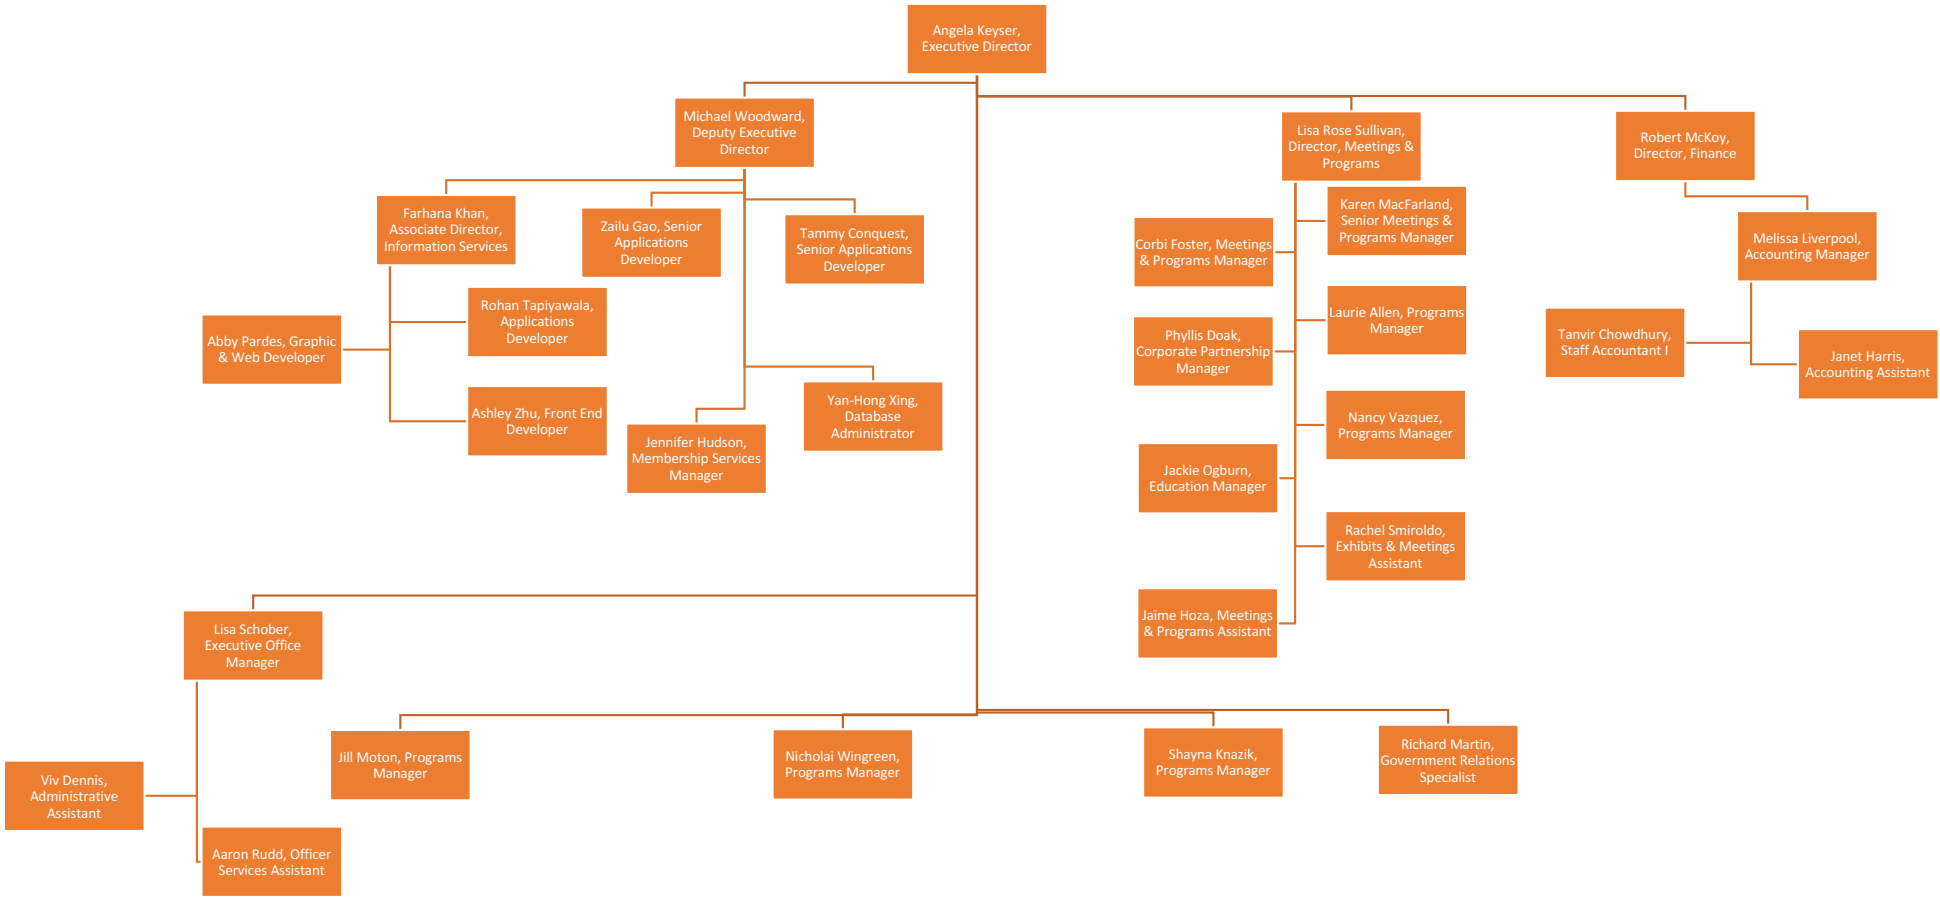 Angela Keyser,
Executive Director
Michael Woodward,
Deputy Executive
Director
Lisa Rose Sullivan,
Director, Meetings &
Programs
Robert McKoy,
Director, Finance
Farhana Khan,
Associate Director,
Information Services
Zailu Gao, Senior
Applications
Developer
Tammy Conquest,
Senior Applications
Developer
Karen MacFarland,
Senior Meetings &
Programs Manager
Corbi Foster, Meetings
& Programs Manager
Melissa Liverpool,
Accounting Manager
Rohan Tapiyawala,
Applications
Developer
Abby Pardes, Graphic
& Web Developer
Laurie Allen, Programs
Manager
Phyllis Doak,
Corporate Partnership
Manager
Tanvir Chowdhury,
Staff Accountant I
Janet Harris,
Accounting Assistant
Ashley Zhu, Front End
Developer
Yan-Hong Xing,
Database
Administrator
Jennifer Hudson,
Membership Services
Manager
Nancy Vazquez,
Programs Manager
Jackie Ogburn,
Education Manager
Rachel Smiroldo,
Exhibits & Meetings
Assistant
Jaime Hoza, Meetings
& Programs Assistant
Lisa Schober,
Executive Office
Manager
Jill Moton, Programs
Manager
Nicholai Wingreen,
Programs Manager
Shayna Knazik,
Programs Manager
Richard Martin,
Government Relations
Specialist
Viv Dennis,
Administrative
Assistant
Aaron Rudd, Officer
Services Assistant